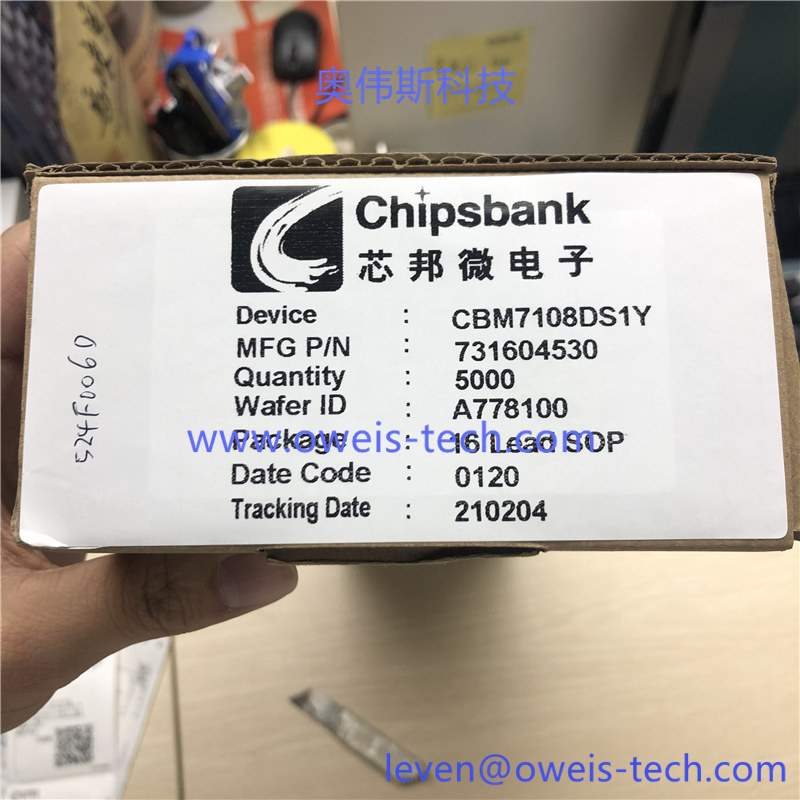 奥伟斯科技
Chipsbank
芯邦微电子
Device : CBM7108DS1Y
MFG P/N : 731604530
Quantity : 5000
Wafer ID : A778100
www.oweis-tech.com
Package : 16 Lead SOP
Date Code : 0120
Tracking Date : 210204
524F0060
leven@oweis-tech.com